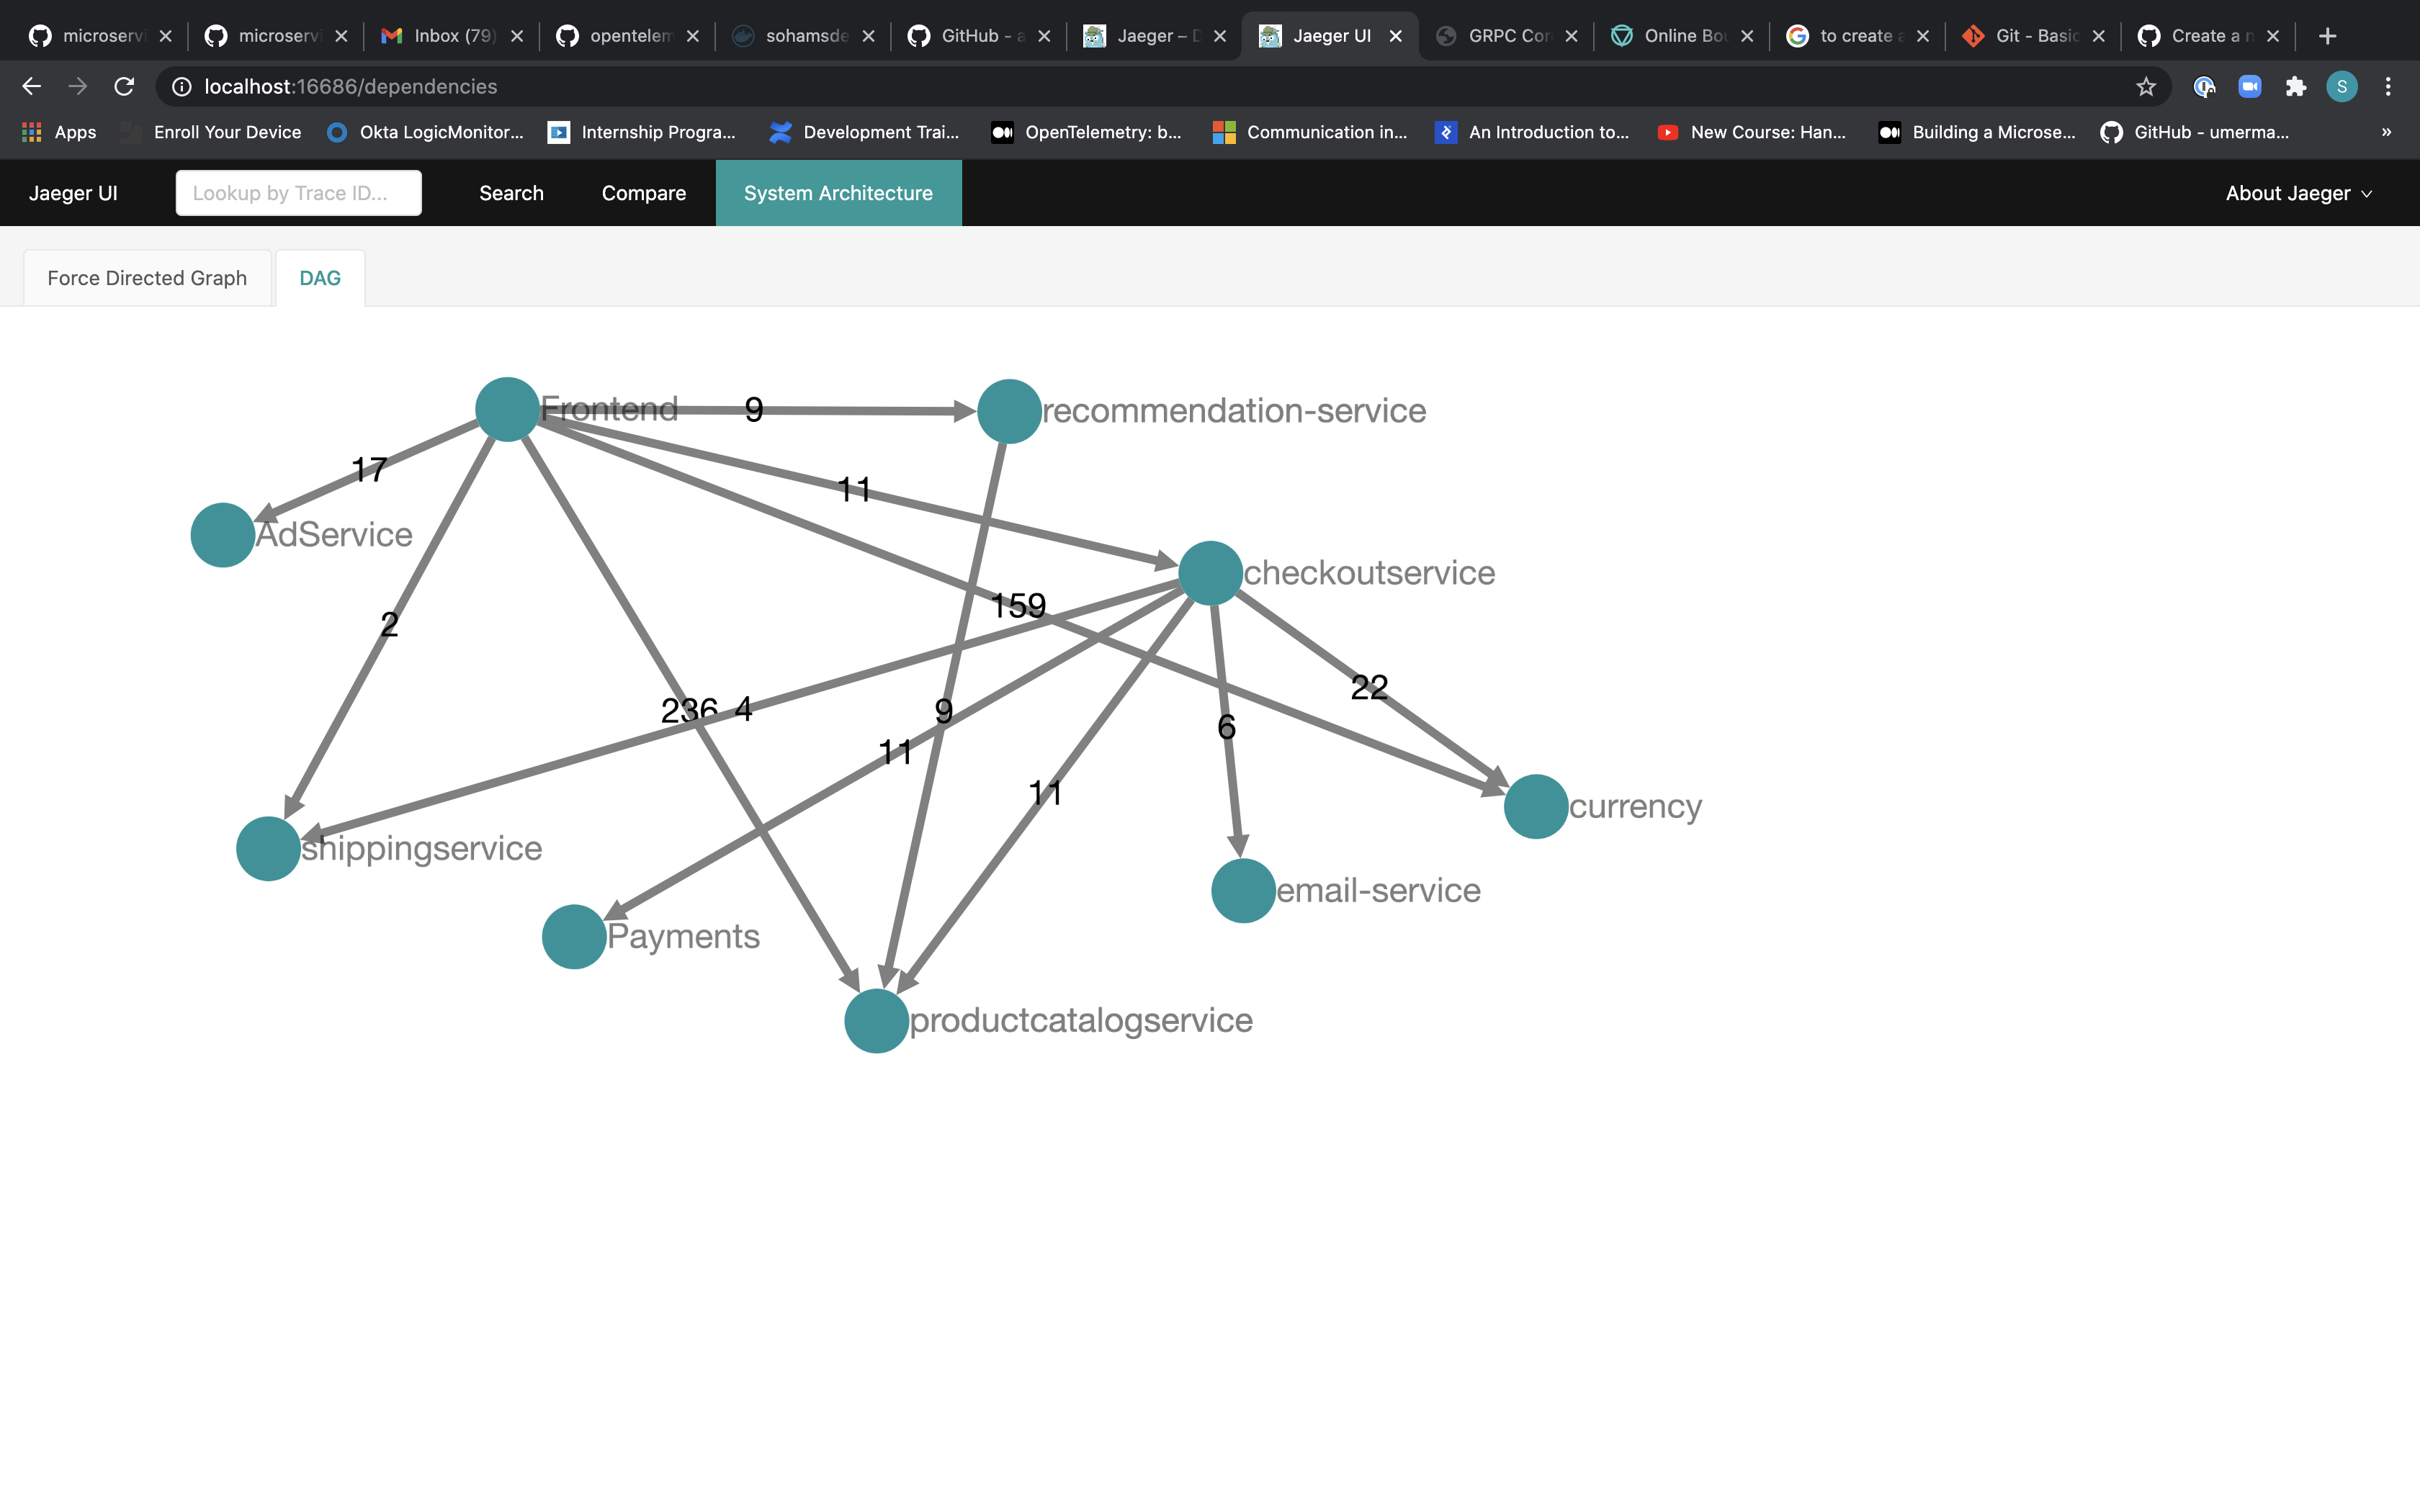 microservi
microservi
Inbox (79)
opentelem
sohamsde
GitHub - a
Jaeger – D
Jaeger UI
GRPC Cor
Online Bou
to create a
Git - Basic
Create a n
localhost:16686/dependencies
S
Apps
Enroll Your Device
Okta LogicMonitor...
Internship Progra...
Development Trai...
OpenTelemetry: b...
Communication in...
An Introduction to...
New Course: Han...
Building a Microse...
GitHub - umerma...
»
Jaeger UI
Lookup by Trace ID...
Search
Compare
System Architecture
About Jaeger
Force Directed Graph
DAG
Frontend
9
recommendation-service
17
11
AdService
checkoutservice
159
2
22
236
4
9
6
11
11
currency
shippingservice
email-service
Payments
productcatalogservice